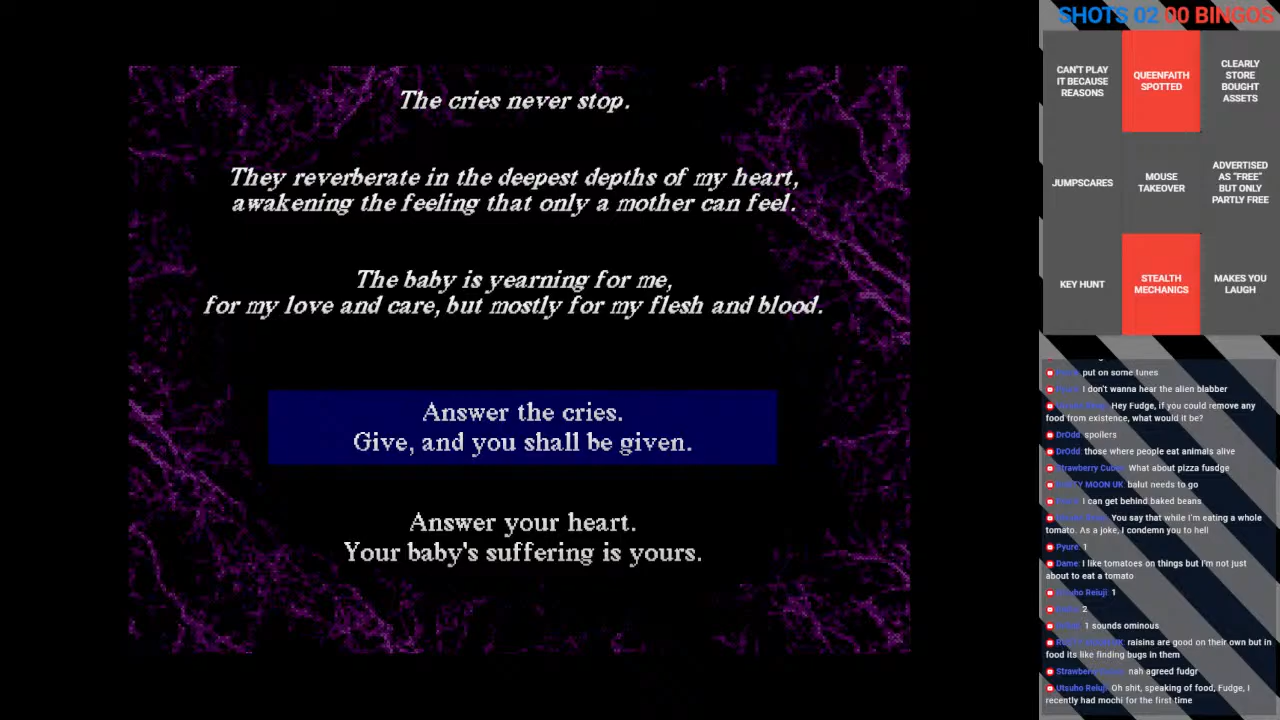 The cries never stop.
They reverberate in the deepest depths of my heart,
awakening the feeling that only a mother can feel.
The baby is yearning for me,
for my love and care, but mostly for my flesh and blood.
Answer the cries.
Give, and you shall be given.
Answer your heart.
Your baby's suffering is yours.
SHOTS 02 00 BINGOS
CAN'T PLAY
IT BECAUSE
REASONS
QUEENFAITH
SPOTTED
CLEARLY
STORE
BOUGHT
ASSETS
JUMPSCARES
MOUSE
TAKEOVER
ADVERTISED
AS "FREE"
BUT ONLY
PARTLY FREE
KEY HUNT
STEALTH
MECHANICS
MAKES YOU
LAUGH
put on some tunes
I don't wanna hear the alien blabber
Hey Fudge, if you could remove any
food from existence, what would it be?
DrOdd: spoilers
DrOdd: those where people eat animals alive
Strawberry What about pizza fusdge
MOON UK: balut needs to go
I can get behind baked beans
You say that while I'm eating a whole
tomato. As a joke, I condemn you to hell
Pyure: 1
Dame: I like tomatoes on things but I'm not just
about to eat a tomato
Utsuho Reiuji: 1
2
1 sounds ominous
raisins are good on their own but in
food its like finding bugs in them
nah agreed fudgr
Utsuho Reiuji: Oh shit, speaking of food, Fudge, I
recently had mochi for the first time